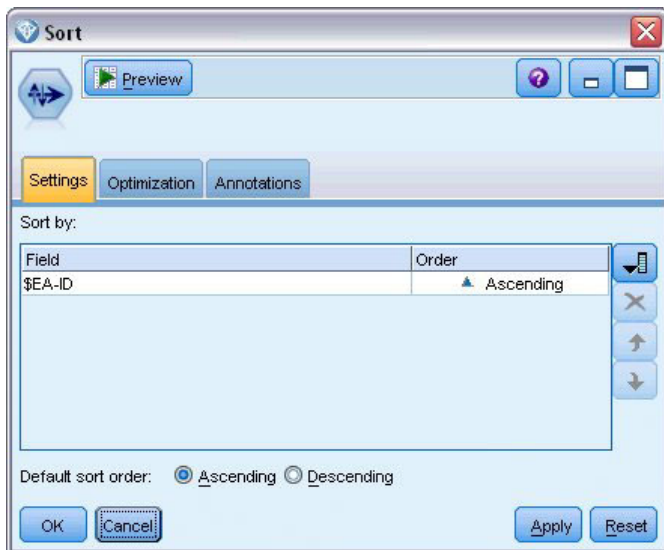 Sort
Preview
Settings Optimization Annotations
Sort by:
Field Order
$EA-ID Ascending
Default sort order: Ascending Descending
OK Cancel Apply Reset